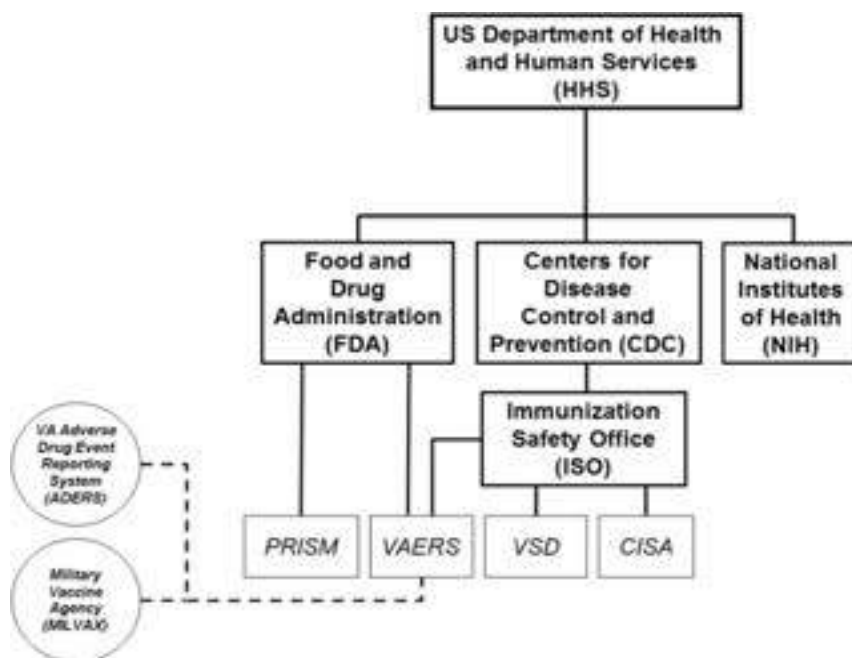 US Department of Health
and Human Services
(HHS)
Food and
Drug
Administration
(FDA)
Centers for
Disease
Control and
Prevention (CDC)
National
Institutes
of Health
(NIH)
Immunization
Safety Office
(ISO)
VA Adverse
Drug Event
Reporting
System
(ADERS)
PRISM
VAERS
VSD
CISA
Military
Vaccine
Agency
(MILVAX)